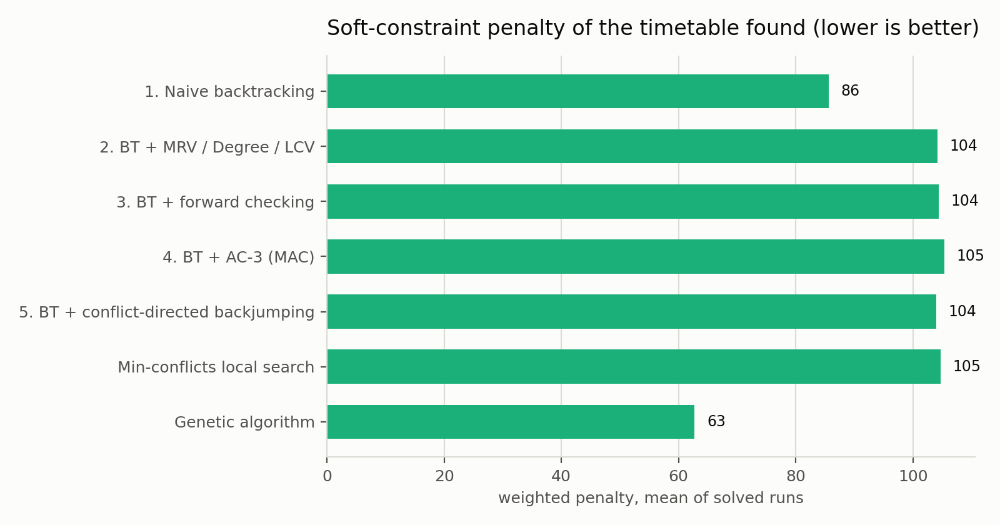 Soft-constraint penalty of the timetable found (lower is better)
1. Naive backtracking 86
2. BT + MRV / Degree / LCV 104
3. BT + forward checking 104
4. BT + AC-3 (MAC) 105
5. BT + conflict-directed backjumping 104
Min-conflicts local search 105
Genetic algorithm 63
0 20 40 60 80 100
weighted penalty, mean of solved runs